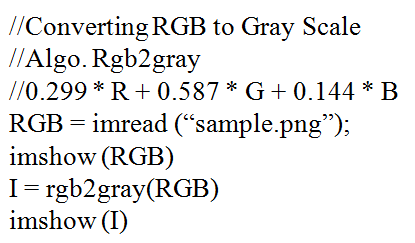 //Converting RGB to Gray Scale
//Algo. Rgb2gray
//0.299 * R + 0.587 * G + 0.144 * B
RGB = imread (“sample.png”);
imshow (RGB)
I = rgb2gray(RGB)
imshow (I)